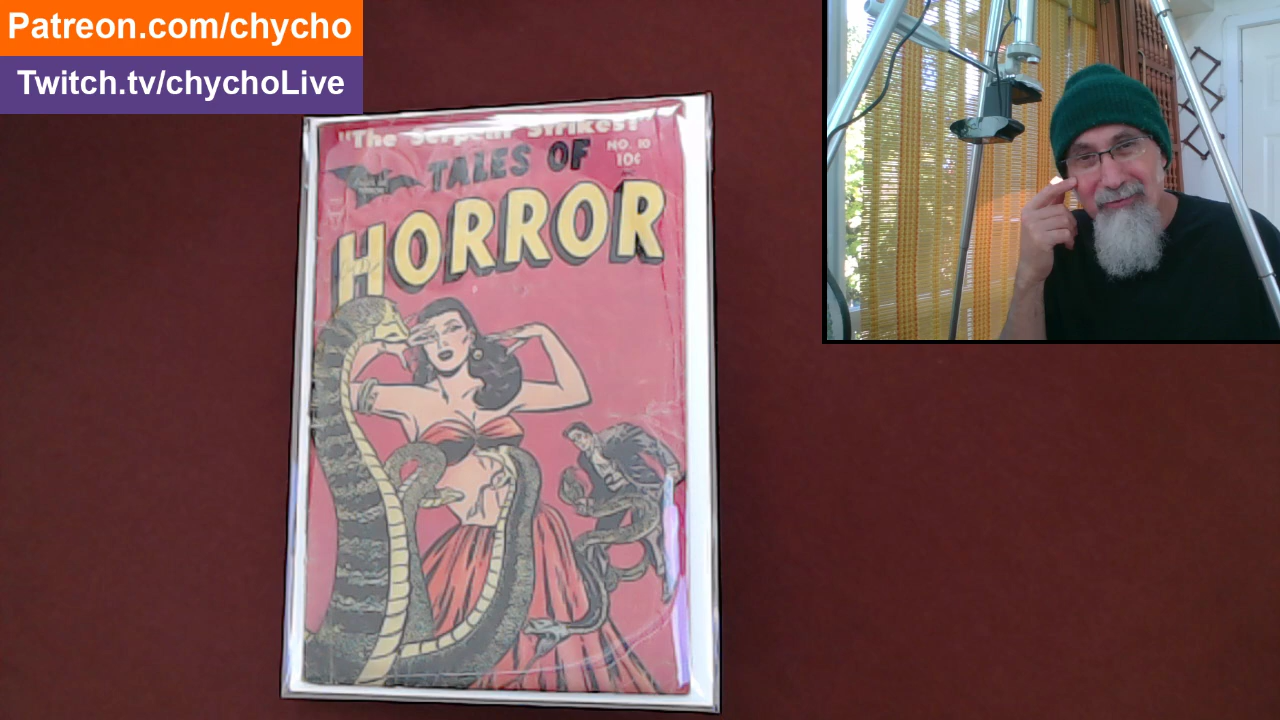 Patreon.com/chycho
Twitch.tv/chychoLive
"The Serpent Strikes!"
TALES OF
NO. 10
10¢
HORROR